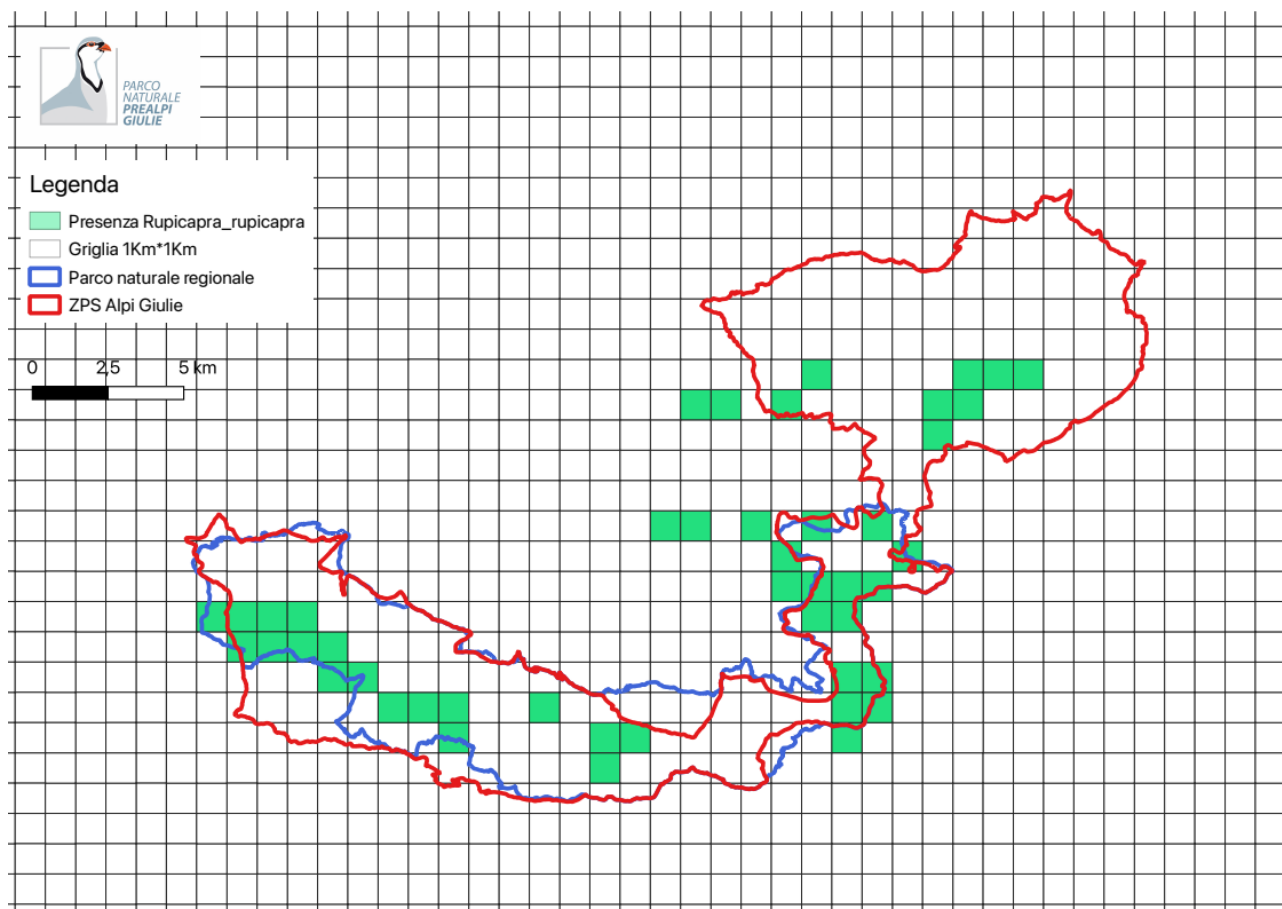 PARCO
NATURALE
PREALPI
GIULIE
Legenda
Presenza Rupicapra_rupicapra
Griglia 1Km*1Km
Parco naturale regionale
ZPS Alpi Giulie
0 2,5 5 km